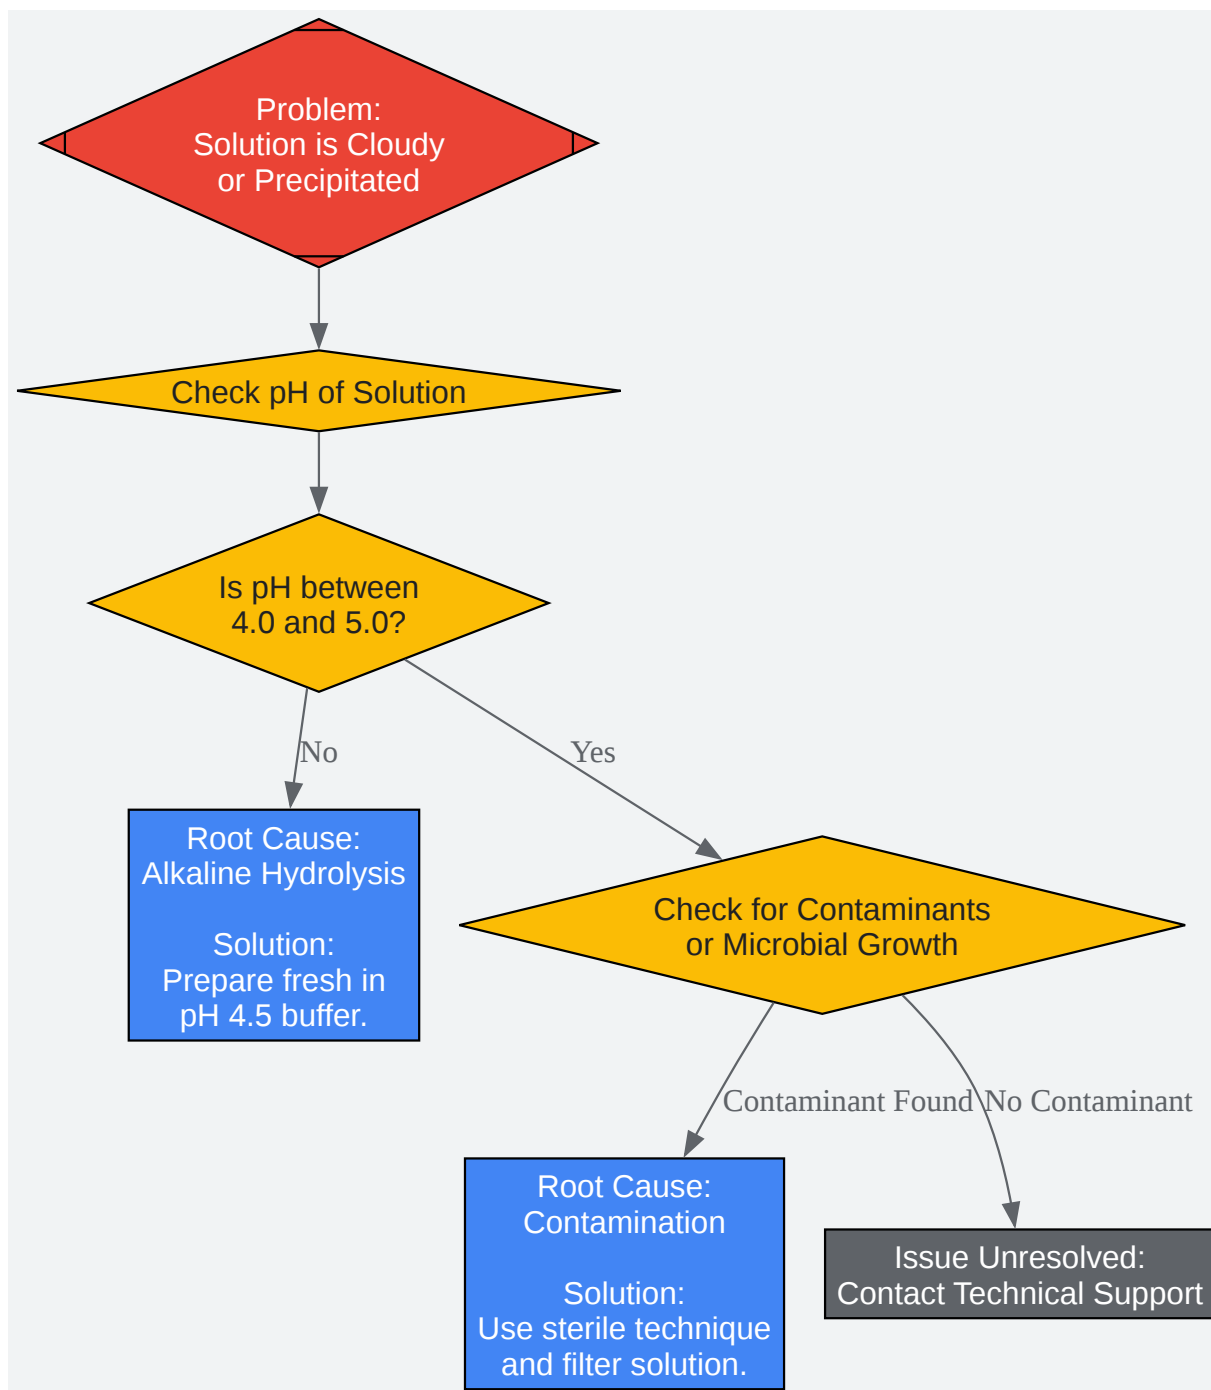 Problem:
Solution is Cloudy
or Precipitated
Check pH of Solution
Is pH between
4.0 and 5.0?
No
Yes
Root Cause:
Alkaline Hydrolysis
Solution:
Prepare fresh in
pH 4.5 buffer.
Check for Contaminants
or Microbial Growth
Contaminant Found
No Contaminant
Root Cause:
Contamination
Solution:
Use sterile technique
and filter solution.
Issue Unresolved:
Contact Technical Support